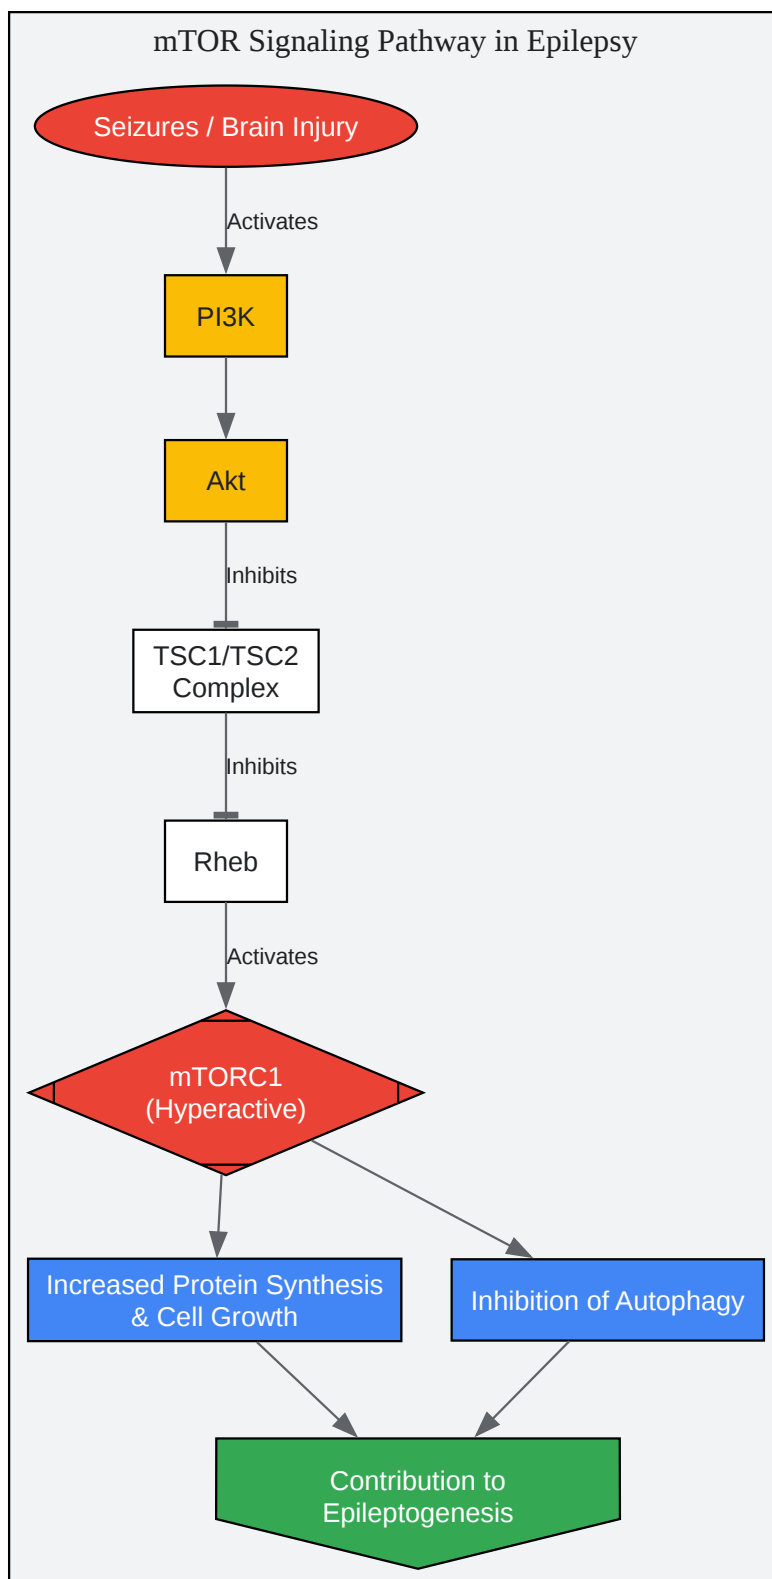 mTOR Signaling Pathway in Epilepsy
Seizures / Brain Injury
Activates
PI3K
Akt
Inhibits
TSC1/TSC2
Complex
Inhibits
Rheb
Activates
mTORC1
(Hyperactive)
Increased Protein Synthesis
& Cell Growth
Inhibition of Autophagy
Contribution to
Epileptogenesis